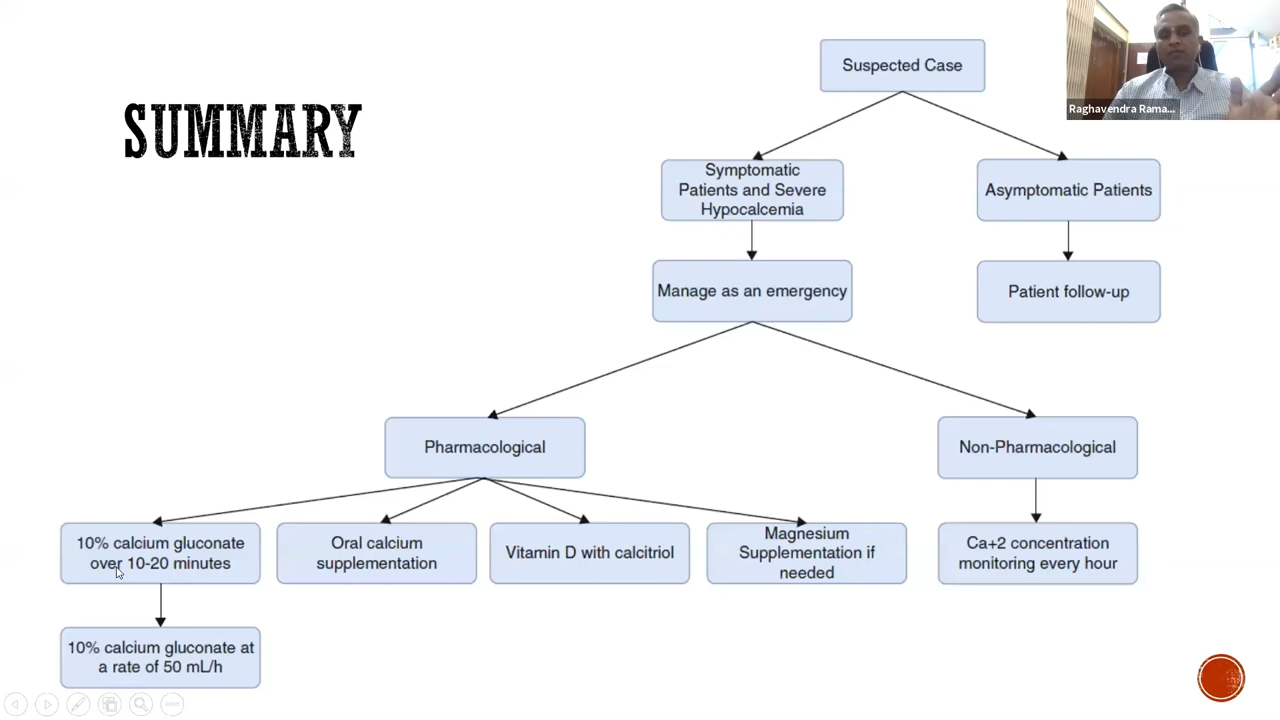 SUMMARY
Suspected Case
Raghavendra Rama...
Symptomatic
Patients and Severe
Hypocalcemia
Asymptomatic Patients
Manage as an emergency
Patient follow-up
Pharmacological
Non-Pharmacological
10% calcium gluconate
over 10-20 minutes
Oral calcium
supplementation
Vitamin D with calcitriol
Magnesium
Supplementation if
needed
Ca+2 concentration
monitoring every hour
10% calcium gluconate at
a rate of 50 mL/h